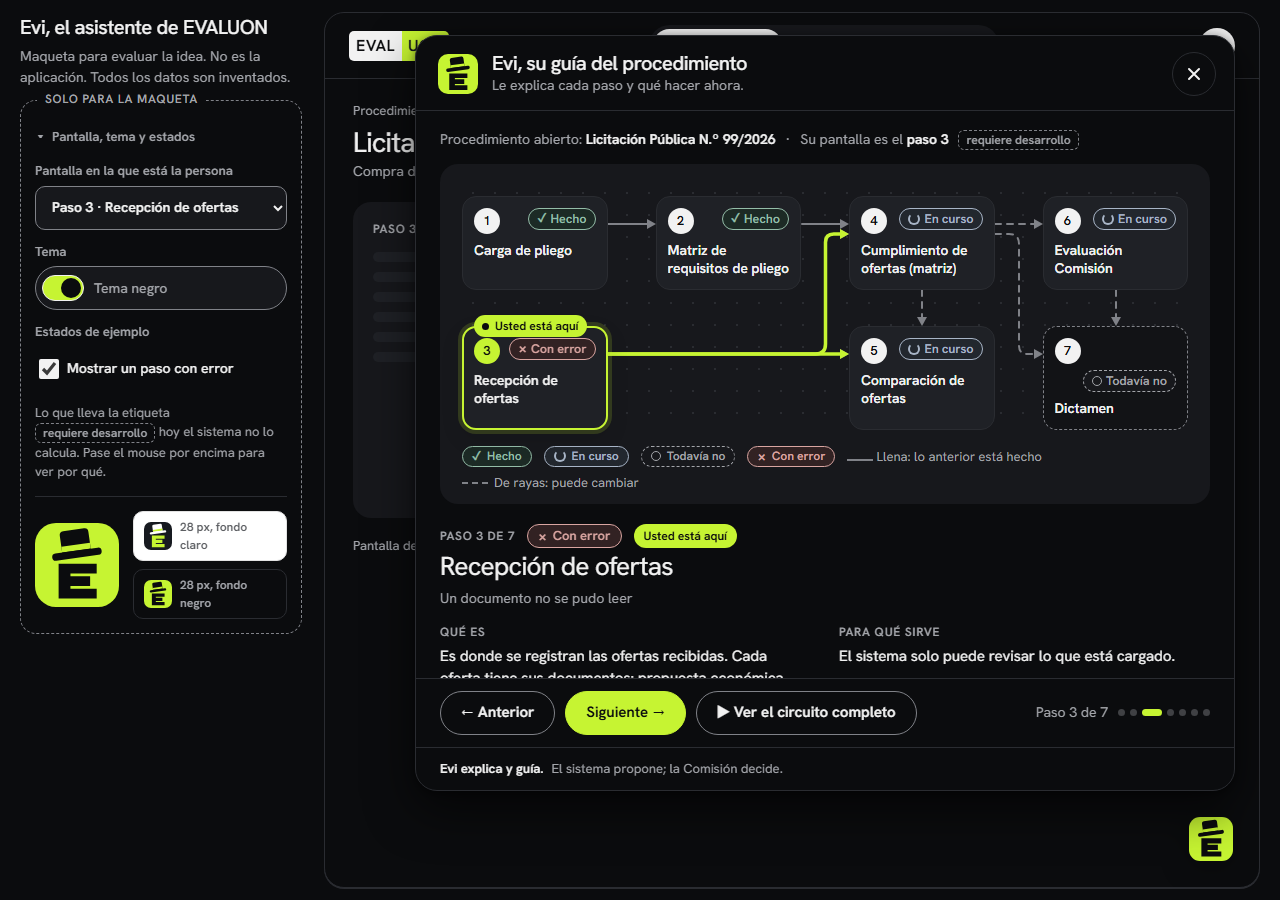 Evi, el asistente de EVALUON
Maqueta para evaluar la idea. No es la
aplicación. Todos los datos son inventados.
SOLO PARA LA MAQUETA
Pantalla, tema y estados
Pantalla en la que está la persona
Paso 3 · Recepción de ofertas
Tema
Tema negro
Estados de ejemplo
Mostrar un paso con error
Lo que lleva la etiqueta
requiere desarrollo hoy el sistema no lo
calcula. Pase el mouse por encima para
ver por qué.
28 px, fondo
claro
28 px, fondo
negro
EVAL U
Procedimie
Licita
Compra d
PASO 3
Pantalla de
Evi, su guía del procedimiento
Le explica cada paso y qué hacer ahora.
Procedimiento abierto: Licitación Pública N.º 99/2026 · Su pantalla es el paso 3 requiere desarrollo
1 ✓ Hecho
Carga de pliego
2 ✓ Hecho
Matriz de
requisitos de pliego
4 En curso
Cumplimiento de
ofertas (matriz)
6 En curso
Evaluación
Comisión
Usted está aquí
3 × Con error
Recepción de
ofertas
5 En curso
Comparación de
ofertas
7
Todavía no
Dictamen
✓ Hecho En curso Todavía no × Con error Llena: lo anterior está hecho
De rayas: puede cambiar
PASO 3 DE 7 × Con error Usted está aquí
Recepción de ofertas
Un documento no se pudo leer
QUÉ ES
Es donde se registran las ofertas recibidas. Cada
oferta tiene sus documentos: propuesta económica,
PARA QUÉ SIRVE
El sistema solo puede revisar lo que está cargado.
← Anterior
Siguiente →
▶ Ver el circuito completo
Paso 3 de 7
Evi explica y guía. El sistema propone; la Comisión decide.